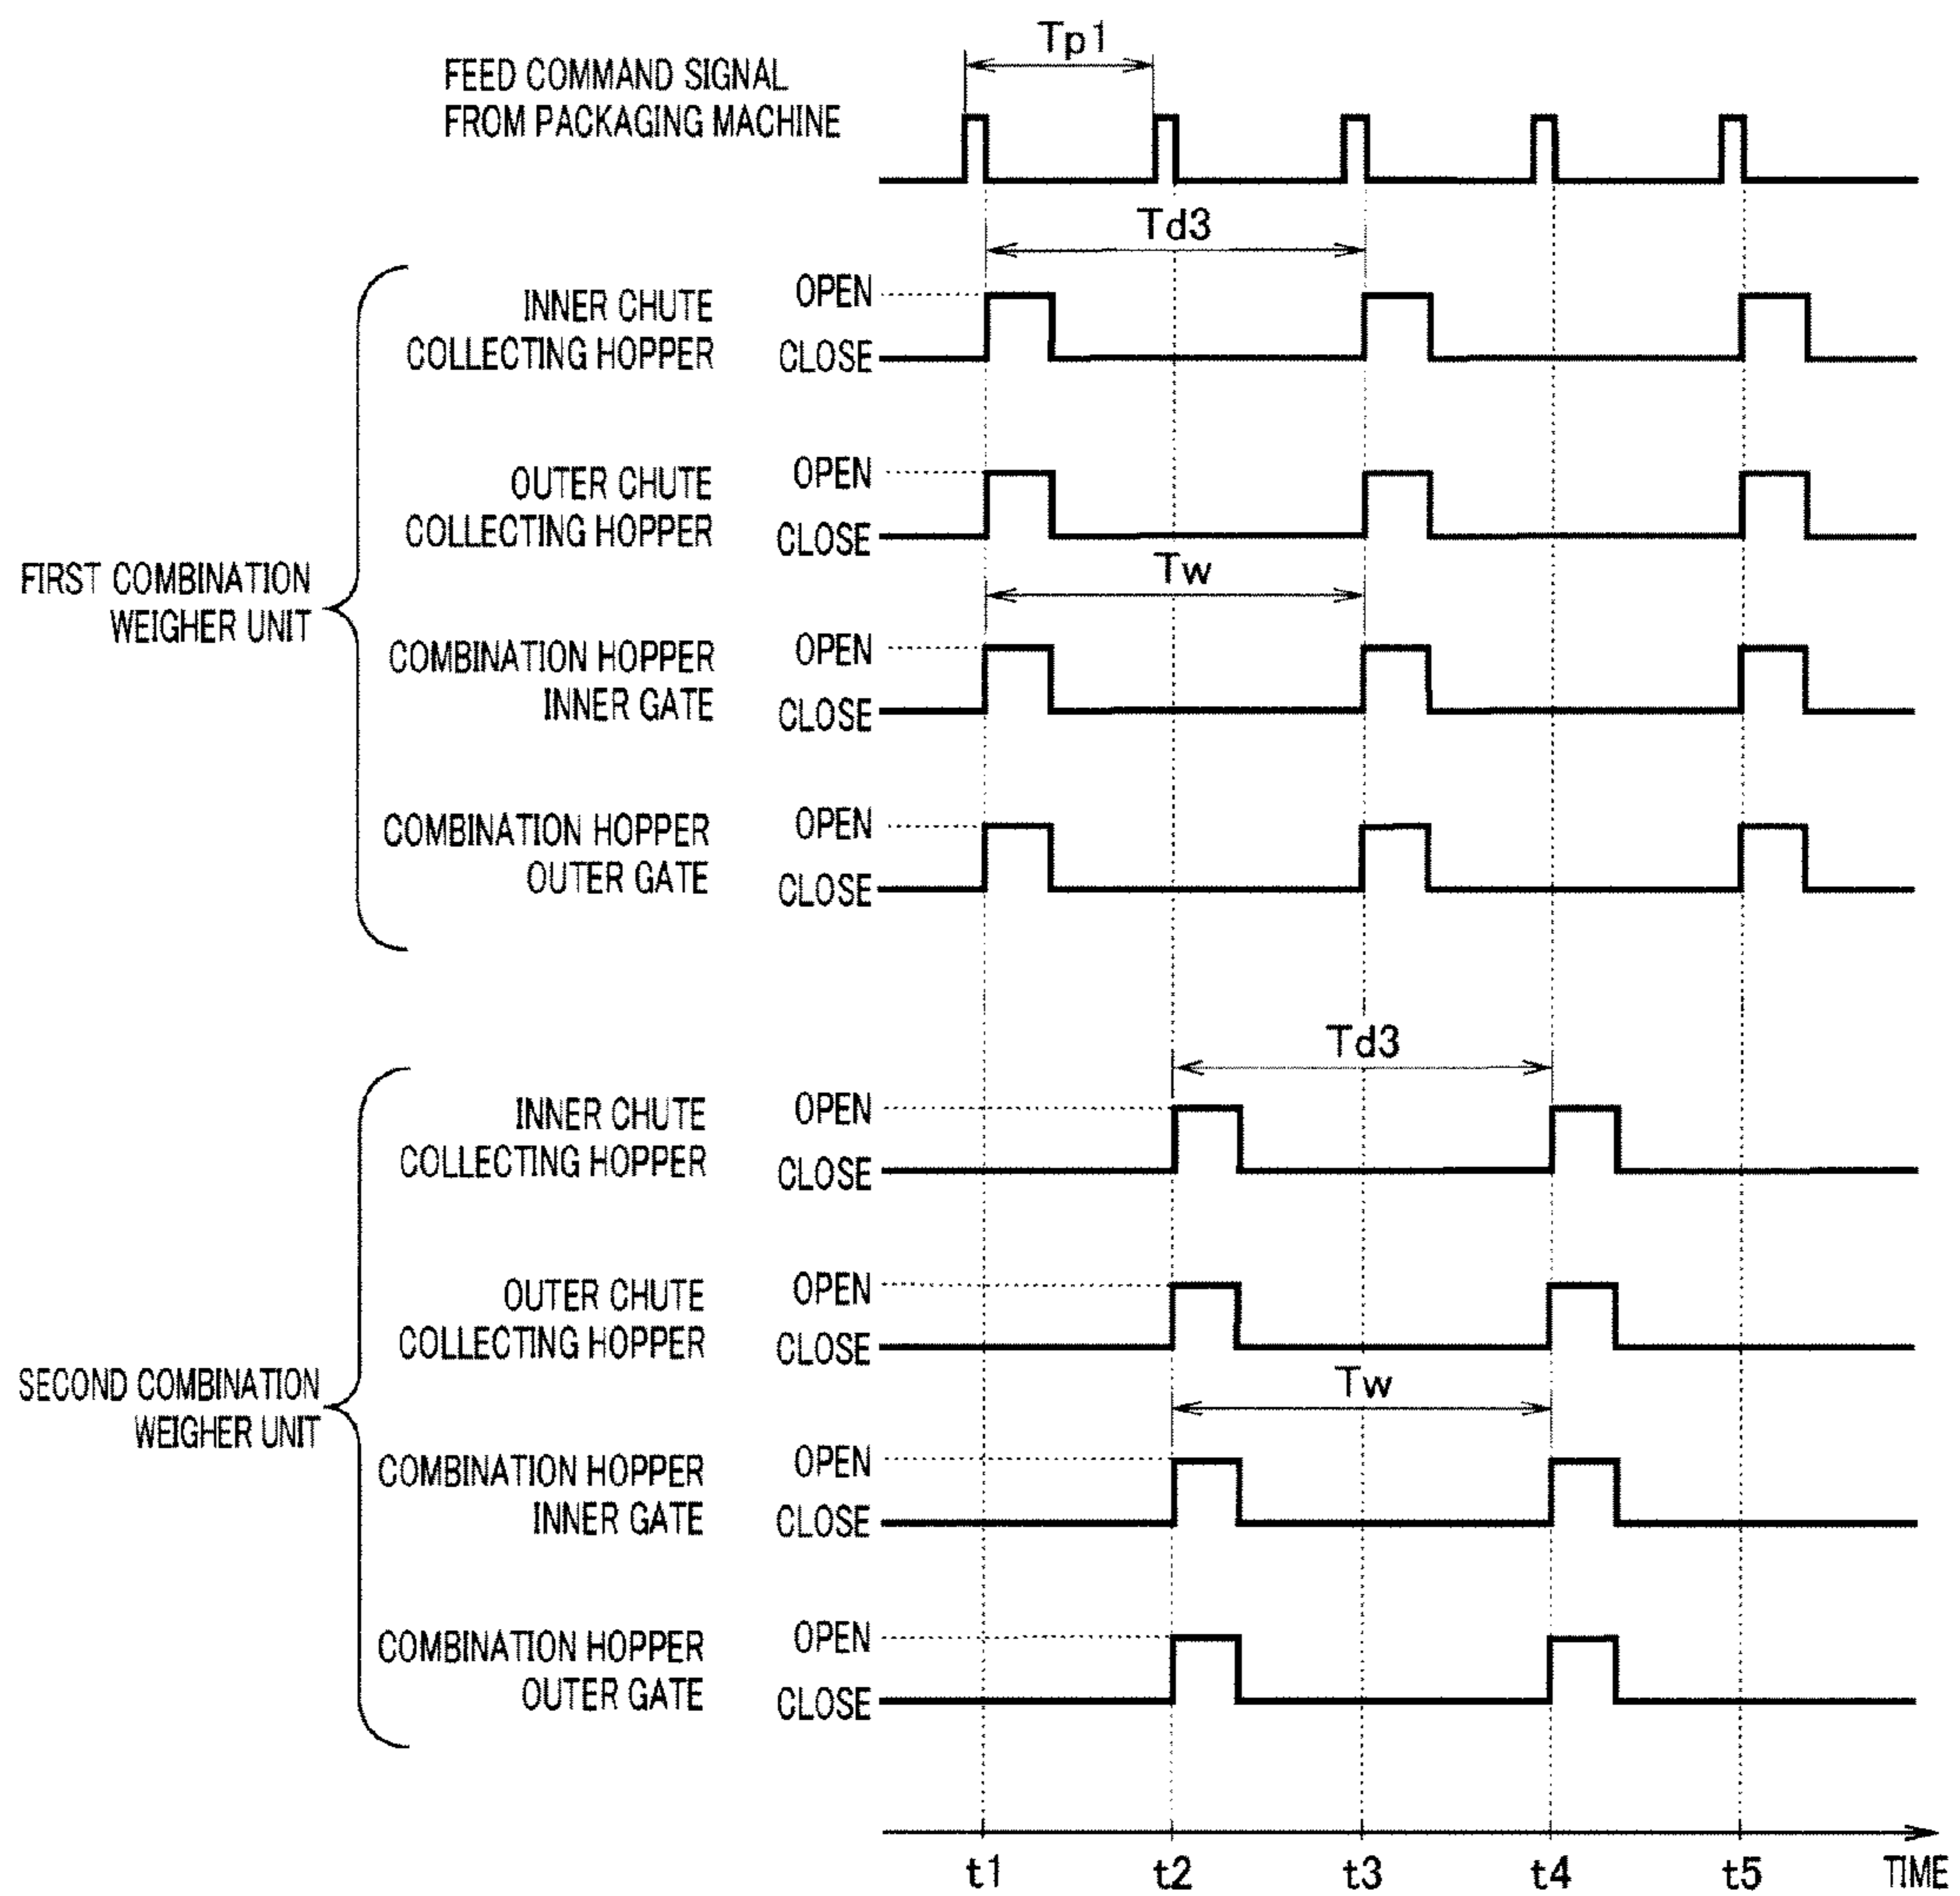 Tp1
FEED COMMAND SIGNAL
FROM PACKAGING MACHINE
Td3
INNER CHUTE
COLLECTING HOPPER
OPEN
CLOSE
OUTER CHUTE
COLLECTING HOPPER
OPEN
CLOSE
Tw
FIRST COMBINATION
WEIGHER UNIT
COMBINATION HOPPER
INNER GATE
OPEN
CLOSE
COMBINATION HOPPER
OUTER GATE
OPEN
CLOSE
Td3
INNER CHUTE
COLLECTING HOPPER
OPEN
CLOSE
OUTER CHUTE
COLLECTING HOPPER
OPEN
CLOSE
Tw
SECOND COMBINATION
WEIGHER UNIT
COMBINATION HOPPER
INNER GATE
OPEN
CLOSE
COMBINATION HOPPER
OUTER GATE
OPEN
CLOSE
t1 t2 t3 t4 t5 TIME